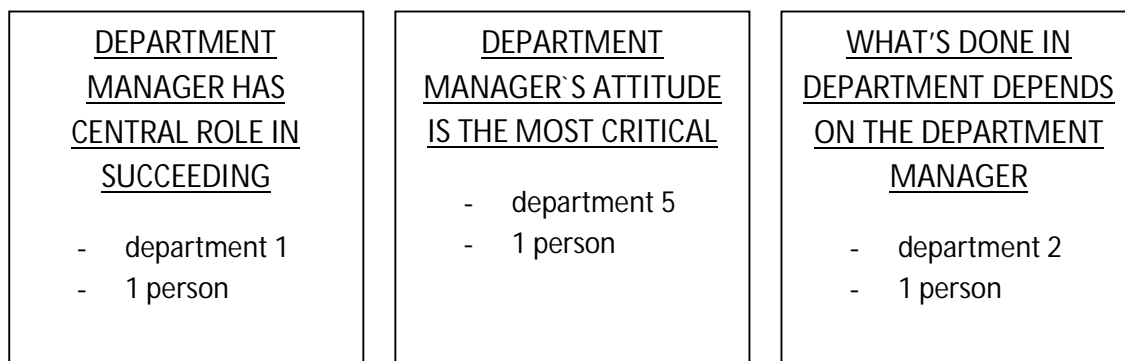 DEPARTMENT
MANAGER HAS
CENTRAL ROLE IN
SUCCEEDING
- department 1
- 1 person
DEPARTMENT
MANAGER`S ATTITUDE
IS THE MOST CRITICAL
- department 5
- 1 person
WHAT'S DONE IN
DEPARTMENT DEPENDS
ON THE DEPARTMENT
MANAGER
- department 2
- 1 person